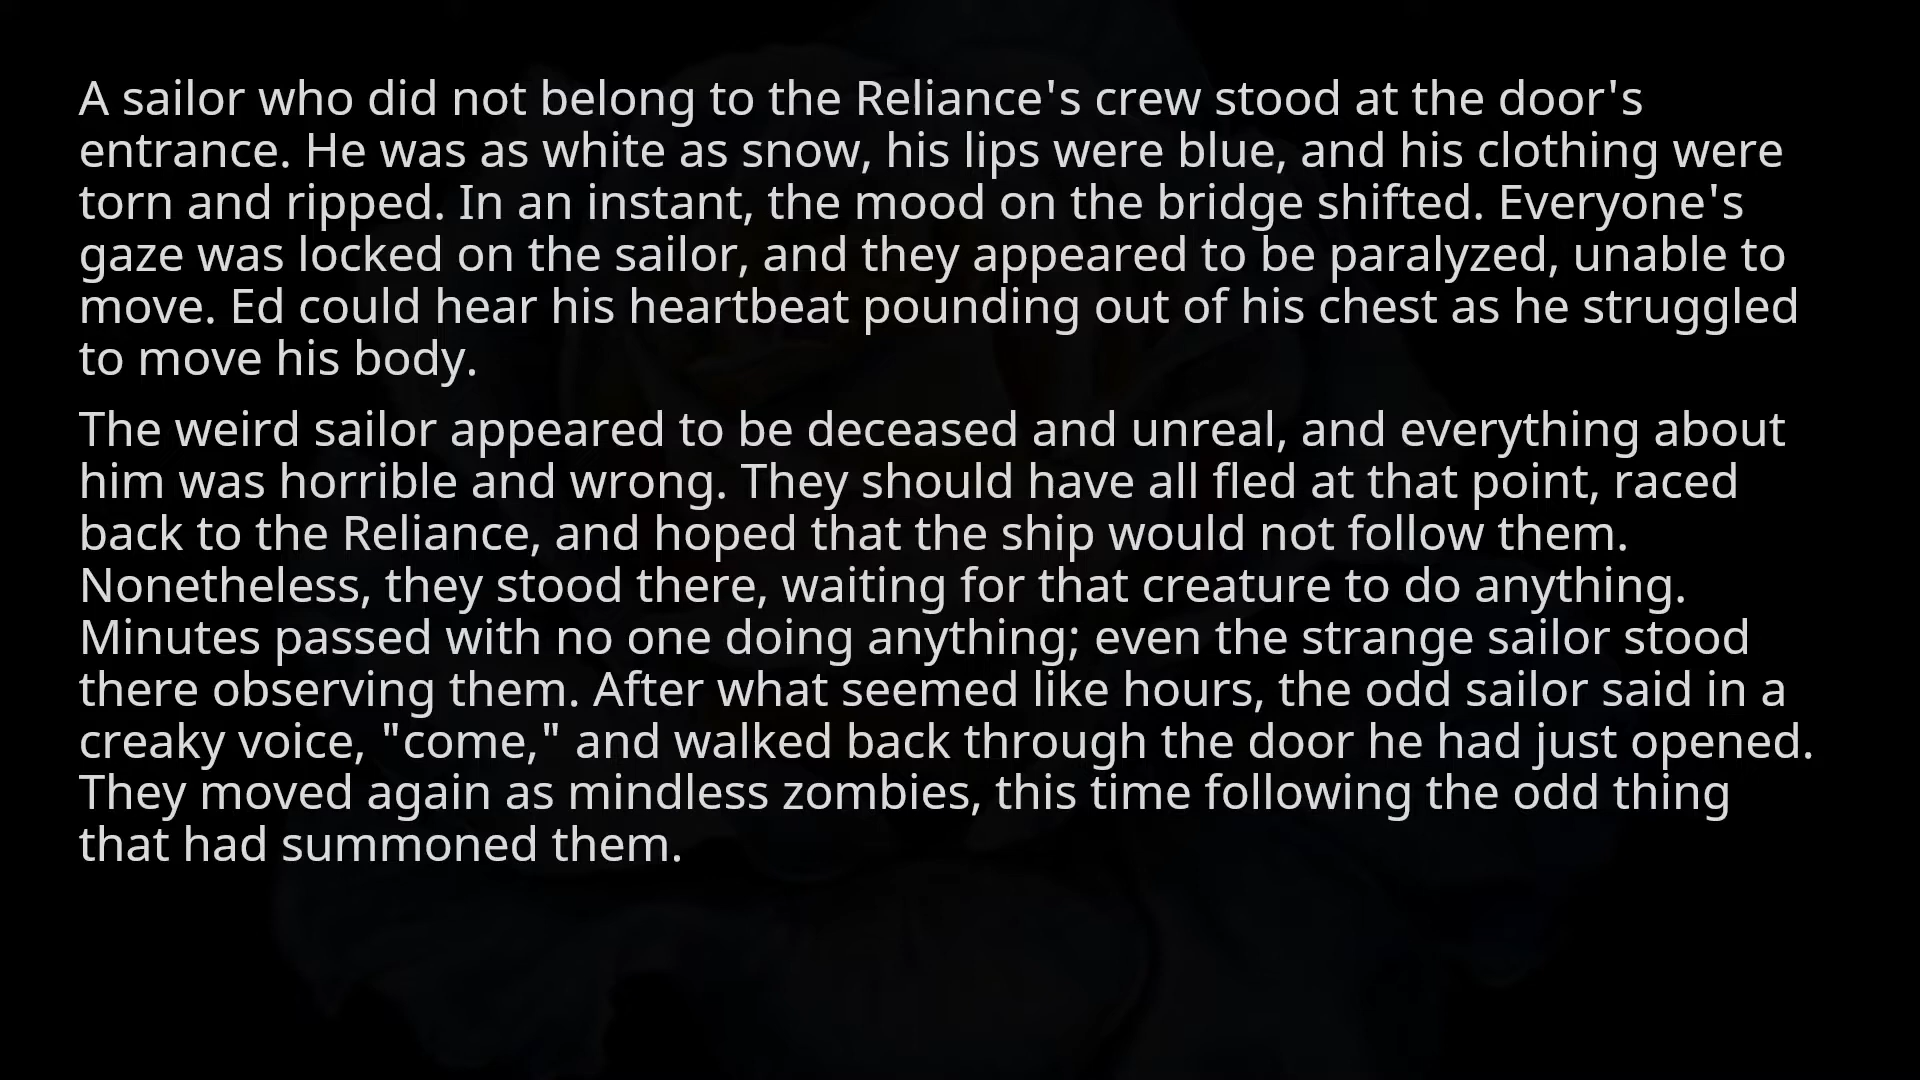 A sailor who did not belong to the Reliance's crew stood at the door's
entrance. He was as white as snow, his lips were blue, and his clothing were
torn and ripped. In an instant, the mood on the bridge shifted. Everyone's
gaze was locked on the sailor, and they appeared to be paralyzed, unable to
move. Ed could hear his heartbeat pounding out of his chest as he struggled
to move his body.
The weird sailor appeared to be deceased and unreal, and everything about
him was horrible and wrong. They should have all fled at that point, raced
back to the Reliance, and hoped that the ship would not follow them.
Nonetheless, they stood there, waiting for that creature to do anything.
Minutes passed with no one doing anything; even the strange sailor stood
there observing them. After what seemed like hours, the odd sailor said in a
creaky voice, "come," and walked back through the door he had just opened.
They moved again as mindless zombies, this time following the odd thing
that had summoned them.